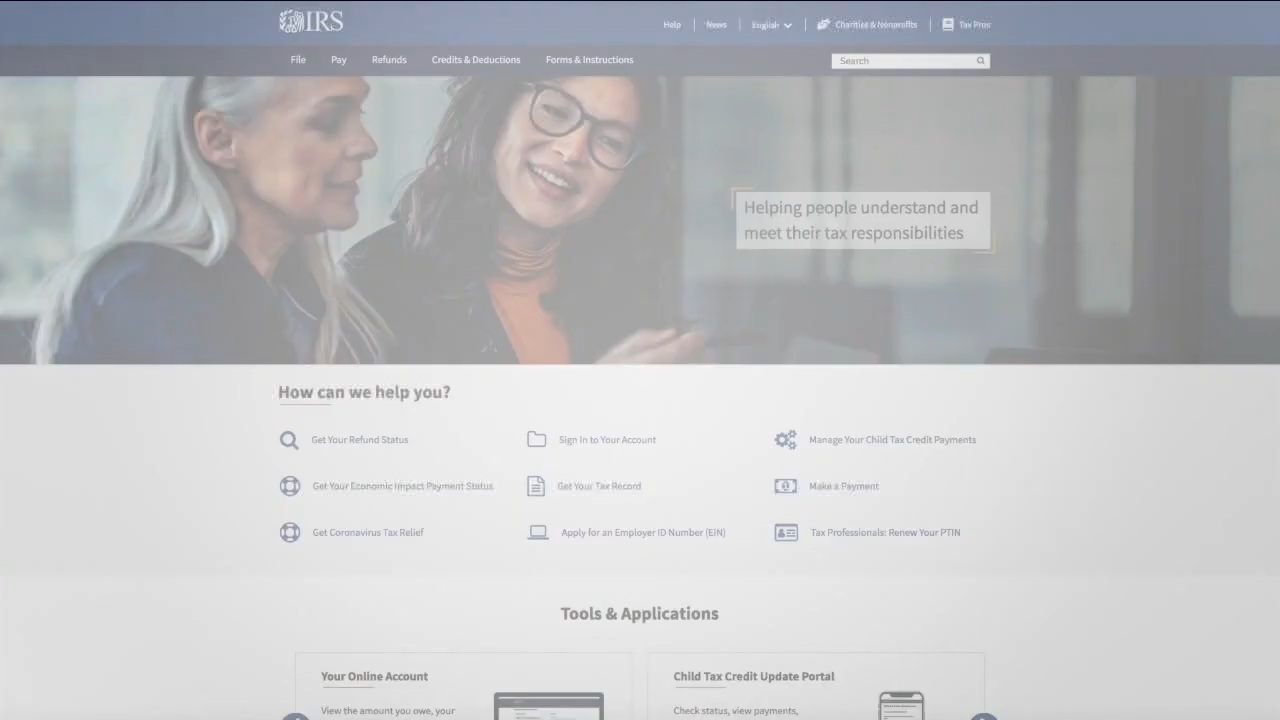 IRS
Help
News
English
Charities & Nonprofits
Tax Pros
File
Pay
Refunds
Credits & Deductions
Forms & Instructions
Search
Helping people understand and
meet their tax responsibilities
How can we help you?
Get Your Refund Status
Sign In to Your Account
Manage Your Child Tax Credit Payments
Get Your Economic Impact Payment Status
Get Your Tax Record
Make a Payment
Get Coronavirus Tax Relief
Apply for an Employer ID Number (EIN)
Tax Professionals: Renew Your PTIN
Tools & Applications
Your Online Account
Child Tax Credit Update Portal
View the amount you owe, your
Check status, view payments,